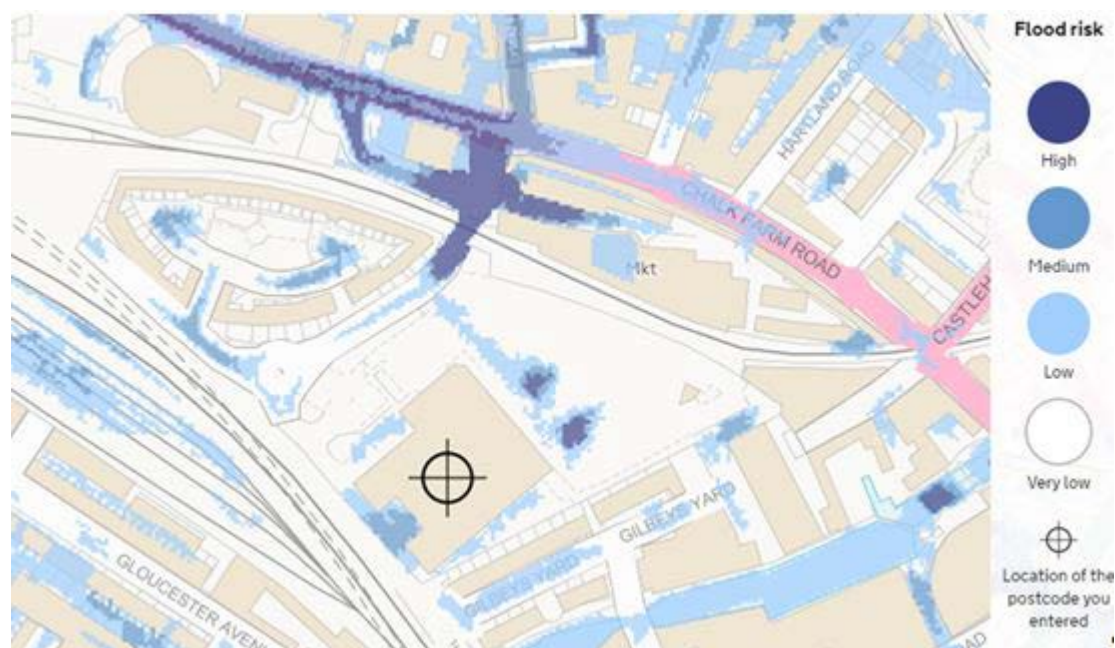 Flood risk
High
Medium
Low
Very low
Location of the
postcode you
entered
HARTLAND ROAD
CHALK FARM ROAD
Mkt
CASTLEH
GILBEYS YARD
GILBEYS YARD
GLOUCESTER AVEN